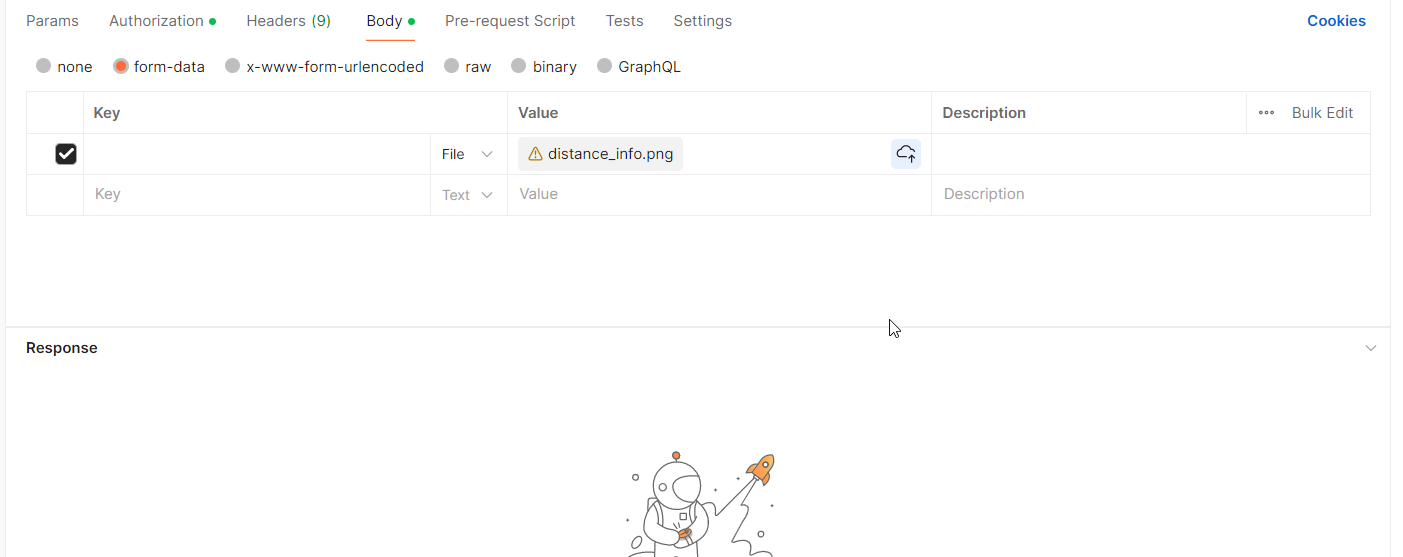 Params Authorization Headers (9) Body Pre-request Script Tests Settings Cookies
none form-data x-www-form-urlencoded raw binary GraphQL
Key Value Description Bulk Edit
File distance_info.png
Key Text Value Description
Response